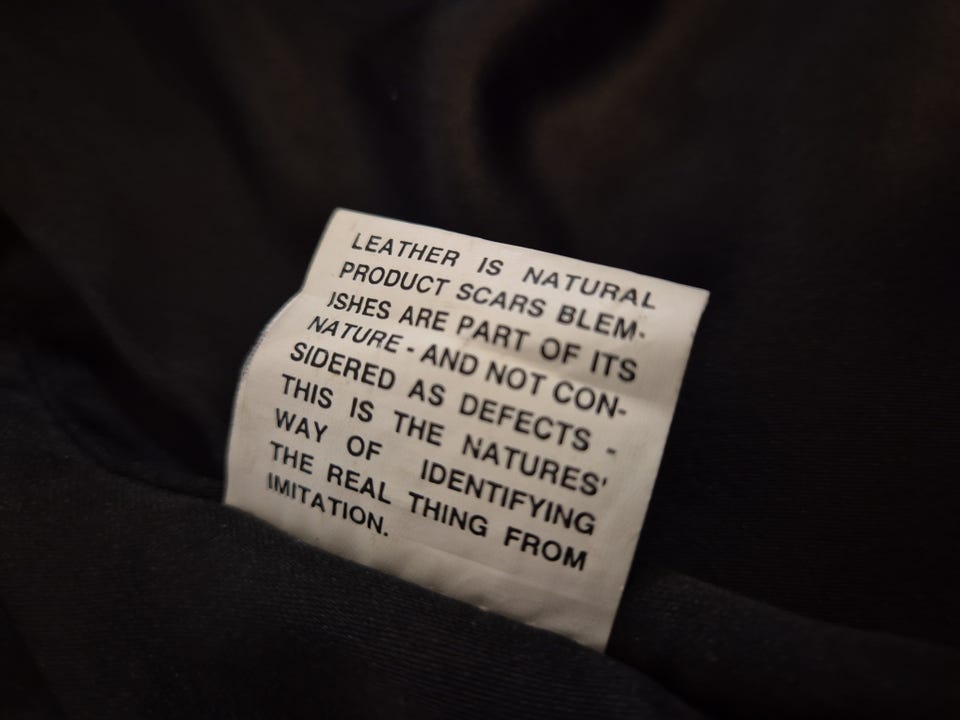 LEATHER IS NATURAL
PRODUCT SCARS BLEM-
ISHES ARE PART OF ITS
NATURE - AND NOT CON-
SIDERED AS DEFECTS -
THIS IS THE NATURES'
WAY OF IDENTIFYING
THE REAL THING FROM
IMITATION.